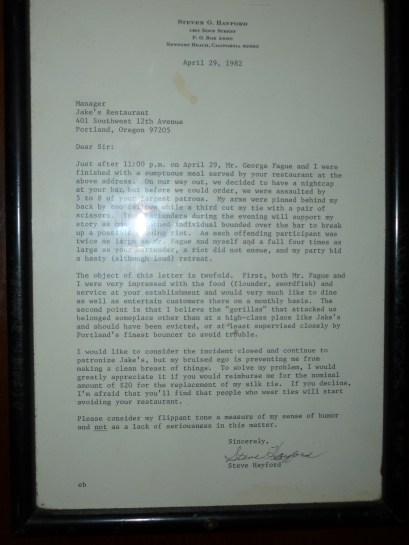 STEVEN G. HAYFORD
1401 DOVE STREET
P. O. BOX 2090
NEWPORT BEACH, CALIFORNIA
April 29, 1982
Manager
Jake's Restaurant
401 Southwest 12th Avenue
Portland, Oregon 97205
Dear Sir:
Just after 11:00 p.m. on April 29, Mr. George Fague and I were
finished with a sumptuous meal served by your restaurant at the
above address. On our way out, we decided to have a nightcap
at your bar, but before we could order, we were assaulted by
5 to 8 of your largest patrons. My arms were pinned behind my
back by two fellows while a third cut my tie with a pair of
scissors. during the evening will support my
story as individual bounded over the bar to break
up a possible riot. As each offending participant was
twice as large as Mr. Fague and myself and a full four times as
large as your bartender, a riot did not ensue, and my party hid
a hasty (although loud) retreat.
The object of this letter is twofold. First, both Mr. Fague and
I were very impressed with the food (flounder, swordfish) and
service at your establishment and would very much like to dine
as well as entertain customers there on a monthly basis. The
second point is that I believe the "gorillas" that attacked us
belonged someplace other than at a high-class place like Jake's
and should have been evicted, or at least supervised closely by
Portland's finest bouncer to avoid trouble.
I would like to consider the incident closed and continue to
patronize Jake's, but my bruised ego is preventing me from
making a clean breast of things. To solve my problem, I would
greatly appreciate it if you would reimburse me for the nominal
amount of $20 for the replacement of my silk tie. If you decline,
I'm afraid that you'll find that people who wear ties will start
avoiding your restaurant.
Please consider my flippant tone a measure of my sense of humor
and not as a lack of seriousness in this matter.
Sincerely,
Steve Hayford
Steve Hayford
cb